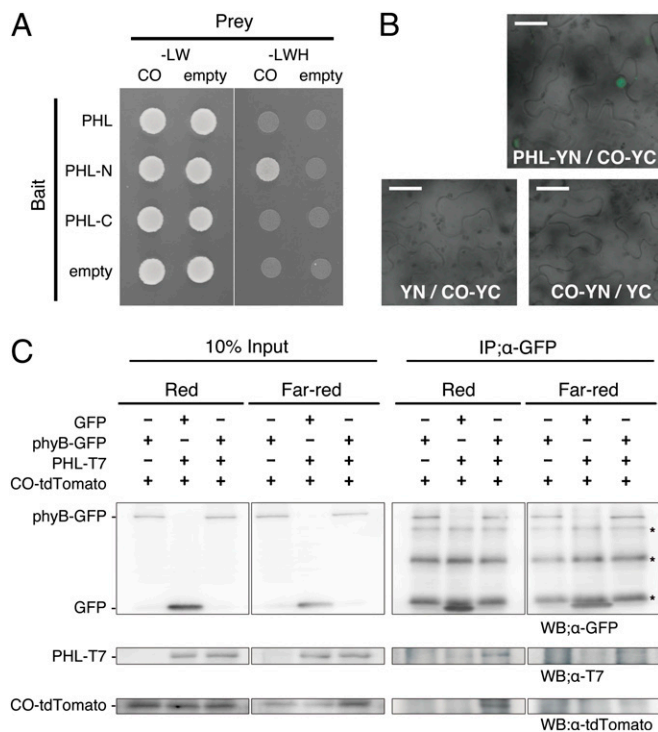 A
Prey
-LW -LWH
CO empty CO empty
Bait
PHL
PHL-N
PHL-C
empty
B
PHL-YN / CO-YC
YN / CO-YC
CO-YN / YC
C
10% Input IP;α-GFP
Red Far-red Red Far-red
GFP – + – – + – – + – – + –
phyB-GFP + – + + – + + – + + – +
PHL-T7 – + + – + + – + + – + +
CO-tdTomato + + + + + + + + + + + +
phyB-GFP -
*
*
GFP -
*
WB;α-GFP
PHL-T7 -
WB;α-T7
CO-tdTomato -
WB:α-tdTomato